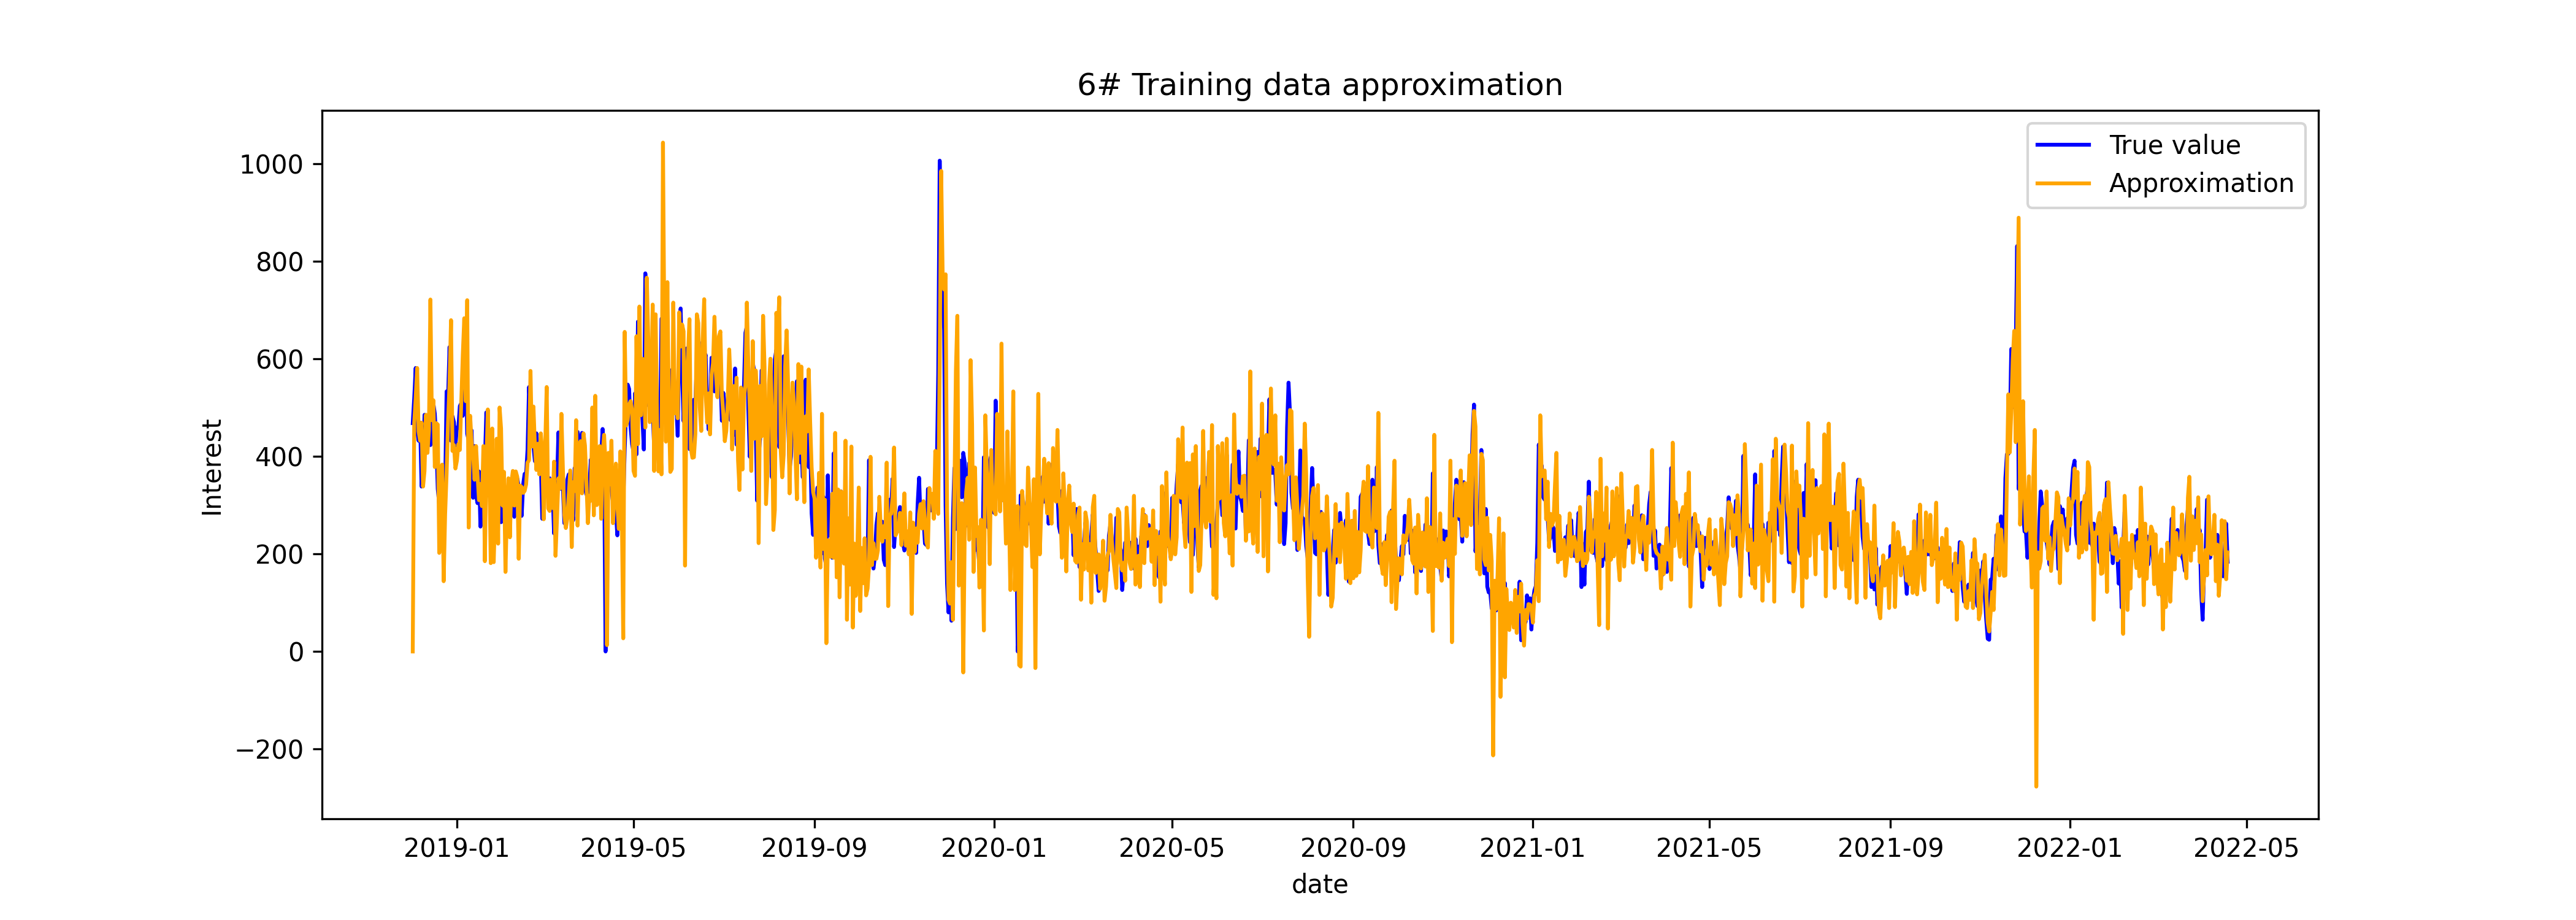 6# Training data approximation
True value
Approximation
1000
800
600
400
200
0
−200
Interest
2019-01 2019-05 2019-09 2020-01 2020-05 2020-09 2021-01 2021-05 2021-09 2022-01 2022-05
date